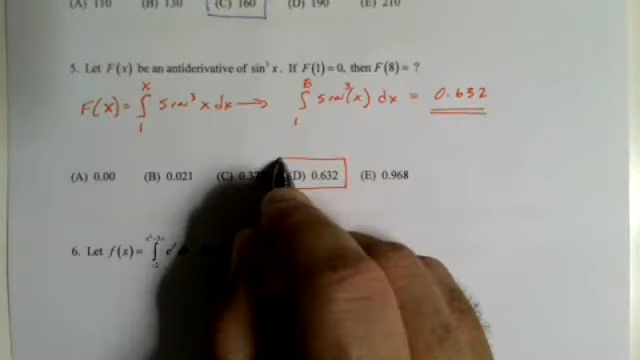 (A) 110 (B) 130 (C) 160 (D) 190 (E) 210
5. Let F(x) be an antiderivative of sin³ x. If F(1)=0, then F(8)= ?
F(x) = ∫₁ˣ sin³ x dx → ∫₁⁸ sin³(x) dx = 0.632
(A) 0.00 (B) 0.021 (C) (D) 0.632 (E) 0.968
6. Let f(x) = ∫